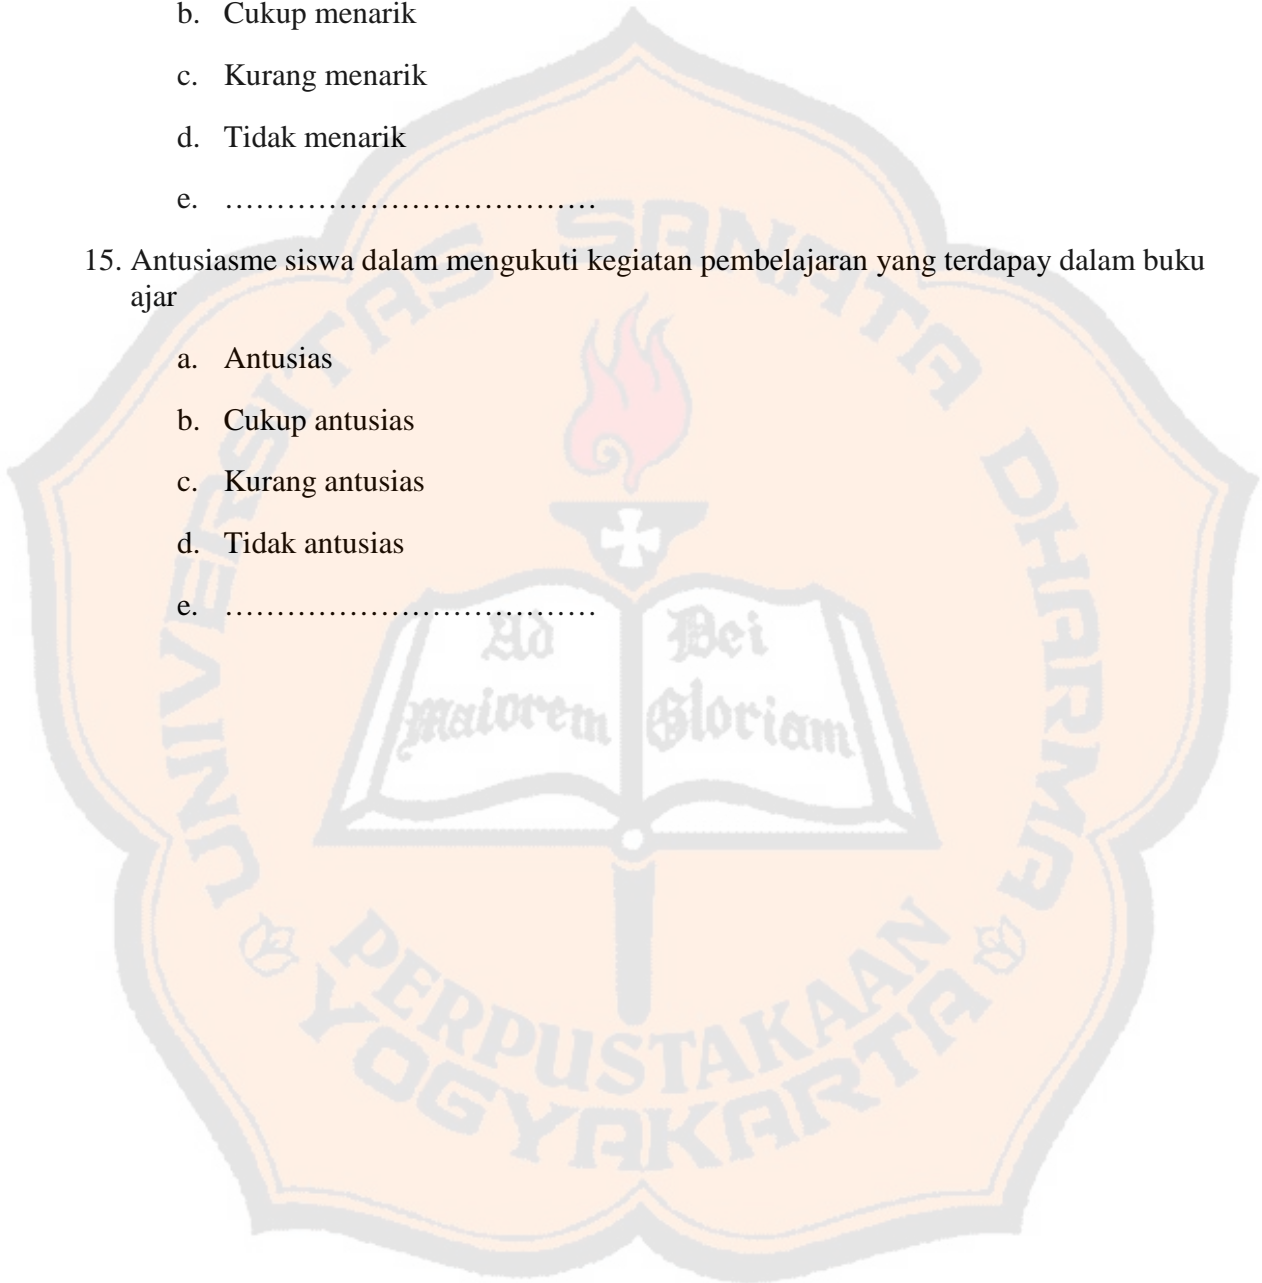 b. Cukup menarik
c. Kurang menarik
d. Tidak menarik
e. ………………………………
15. Antusiasme siswa dalam mengukuti kegiatan pembelajaran yang terdapay dalam buku
ajar
a. Antusias
b. Cukup antusias
c. Kurang antusias
d. Tidak antusias
e. ………………………………
UNIVERSITAS SANATA DHARMA
Ad Dei
maiorem Gloriam
PERPUSTAKAAN
YOGYAKARTA